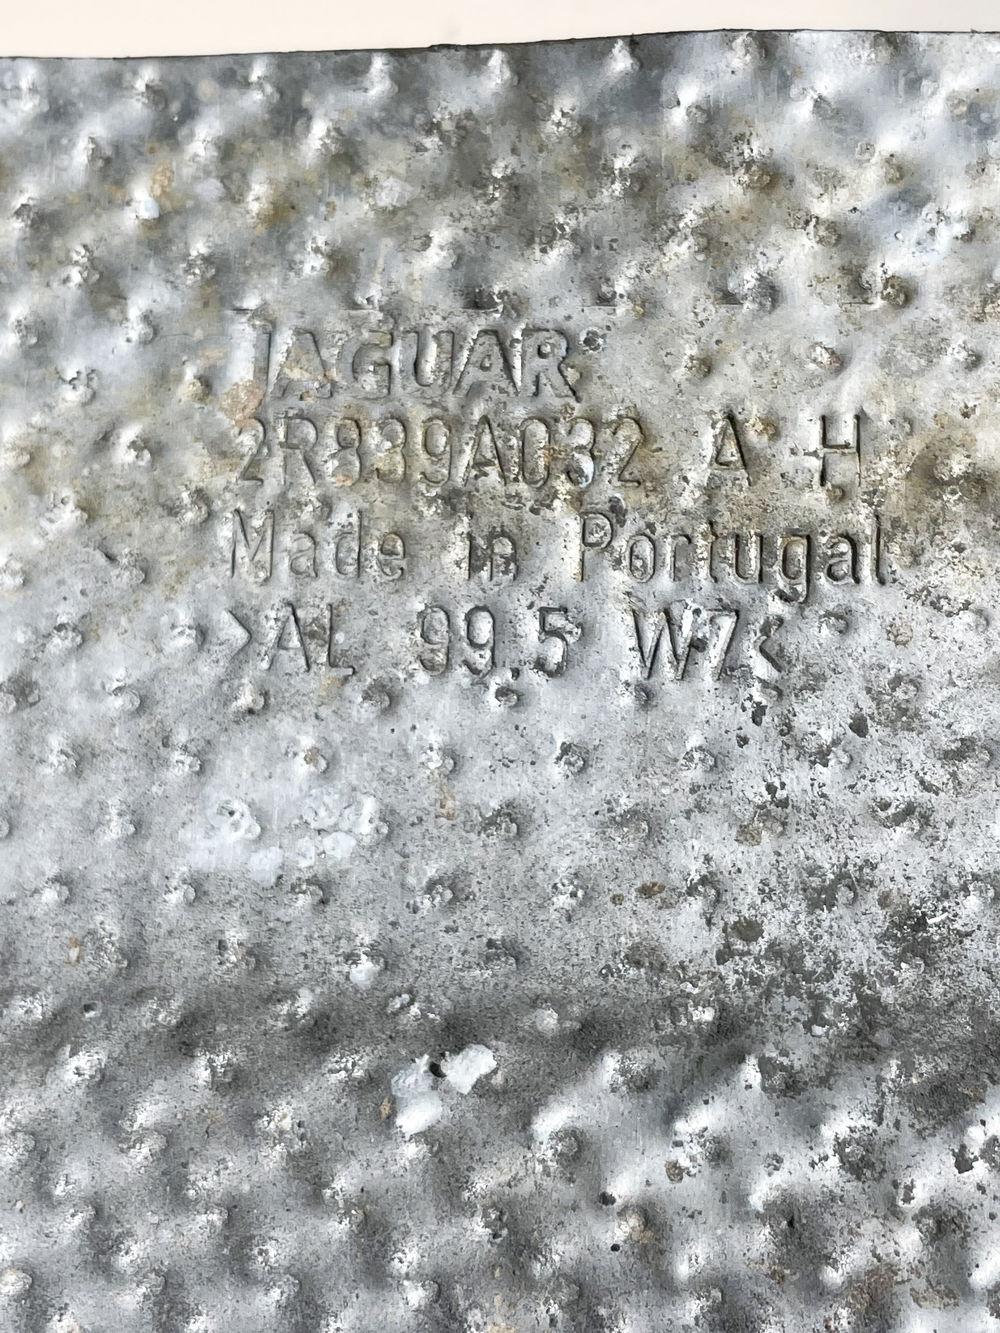 JAGUAR
2R839A032 A H
Made in Portugal
>AL 99.5 W7<